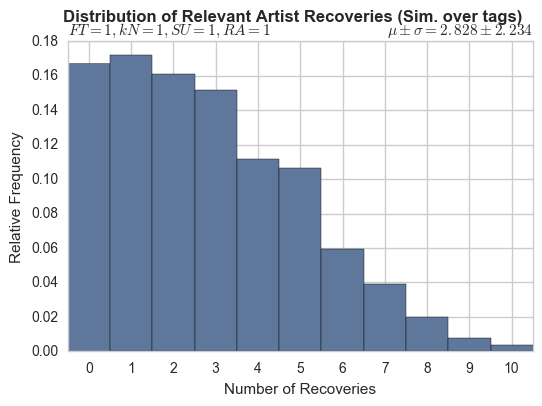 Distribution of Relevant Artist Recoveries (Sim. over tags)
FT = 1, kN = 1, SU = 1, RA = 1
μ ± σ = 2.828 ± 2.234
0.18
0.16
0.14
0.12
0.10
0.08
0.06
0.04
0.02
0.00
Relative Frequency
0 1 2 3 4 5 6 7 8 9 10
Number of Recoveries